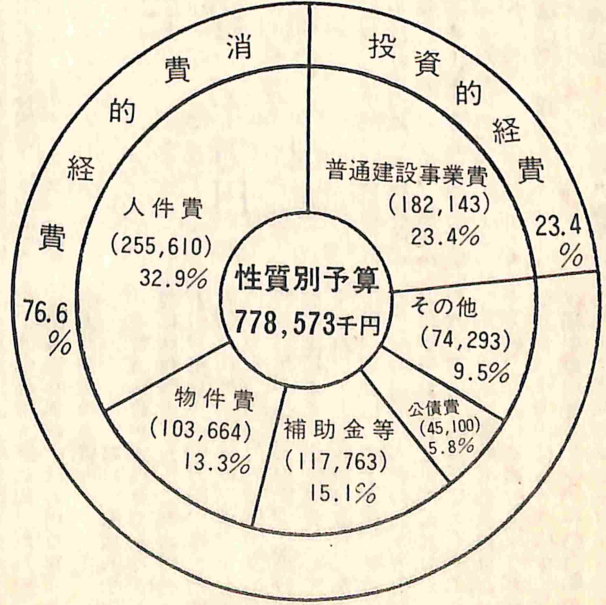 性質別予算
778,573千円
投資的経費
23.4
%
普通建設事業費
(182,143)
23.4%
その他
(74,293)
9.5%
公債費
(45,100)
5.8%
補助金等
(117,763)
15.1%
物件費
(103,664)
13.3%
人件費
(255,610)
32.9%
消費的経費
76.6
%